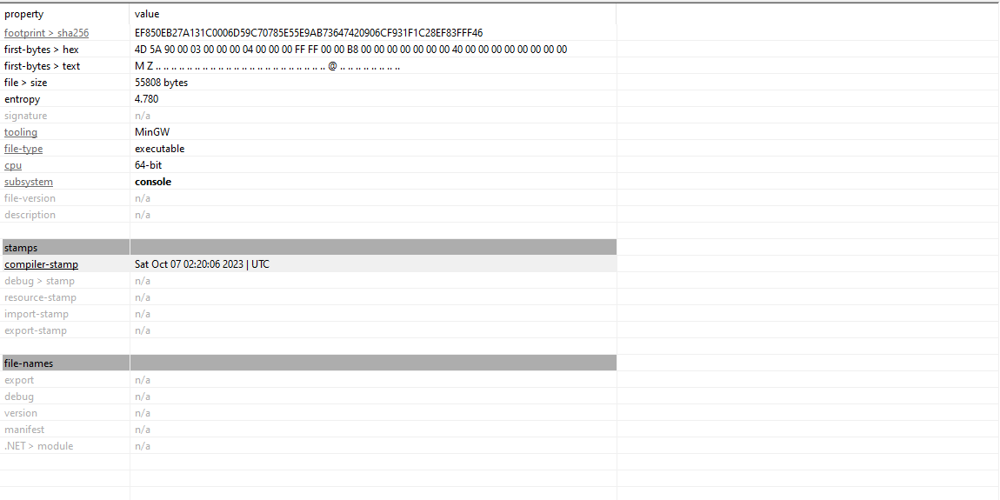 property value
footprint > sha256 EF850EB27A131C0006D59C70785E55E9AB73647420906CF931F1C28EF83FFF46
first-bytes > hex 4D 5A 90 00 03 00 00 00 04 00 00 00 FF FF 00 00 B8 00 00 00 00 00 00 00 40 00 00 00 00 00 00 00
first-bytes > text M Z .. .. .. .. .. .. .. .. .. .. .. .. .. .. .. .. .. .. .. .. .. .. @ .. .. .. .. .. .. .. 
file > size 55808 bytes
entropy 4.780
signature n/a
tooling MinGW
file-type executable
cpu 64-bit
subsystem console
file-version n/a
description n/a
stamps
compiler-stamp Sat Oct 07 02:20:06 2023 | UTC
debug > stamp n/a
resource-stamp n/a
import-stamp n/a
export-stamp n/a
file-names
export n/a
debug n/a
version n/a
manifest n/a
.NET > module n/a